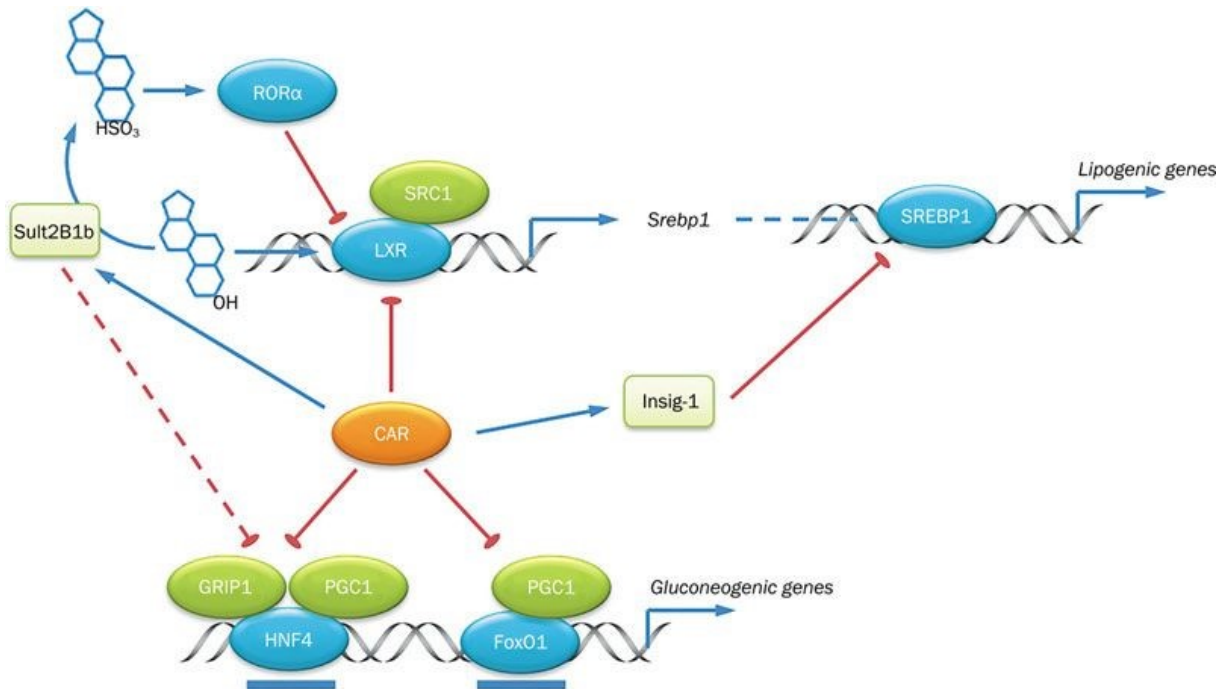 HSO₃
RORα
SRC1
Sult2B1b
OH
LXR
Srebp1
SREBP1
Lipogenic genes
Insig-1
CAR
GRIP1
PGC1
PGC1
HNF4
FoxO1
Gluconeogenic genes